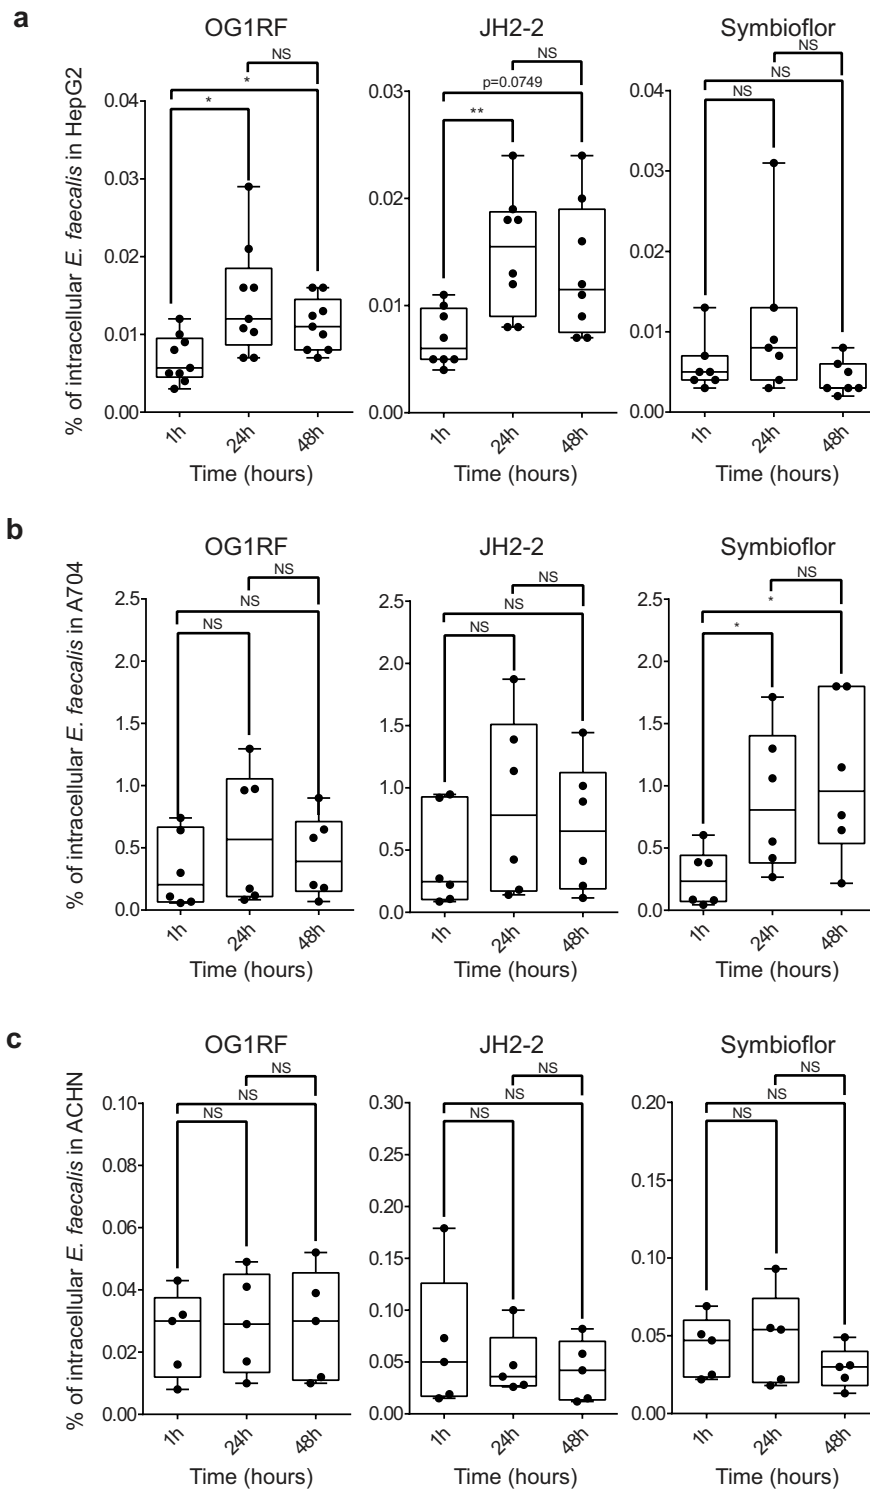 a
OG1RF
JH2-2
Symbioflor
% of intracellular E. faecalis in HepG2
NS
*
*
0.04
0.03
0.02
0.01
0.00
1h
24h
48h
Time (hours)
NS
p=0.0749
**
0.03
0.02
0.01
0.00
1h
24h
48h
Time (hours)
NS
NS
NS
0.04
0.03
0.02
0.01
0.00
1h
24h
48h
Time (hours)
b
OG1RF
JH2-2
Symbioflor
% of intracellular E. faecalis in A704
NS
NS
NS
2.5
2.0
1.5
1.0
0.5
0.0
1h
24h
48h
Time (hours)
NS
NS
NS
2.5
2.0
1.5
1.0
0.5
0.0
1h
24h
48h
Time (hours)
NS
*
*
2.5
2.0
1.5
1.0
0.5
0.0
1h
24h
48h
Time (hours)
c
OG1RF
JH2-2
Symbioflor
% of intracellular E. faecalis in ACHN
NS
NS
NS
0.10
0.08
0.06
0.04
0.02
0.00
1h
24h
48h
Time (hours)
NS
NS
NS
0.30
0.25
0.20
0.15
0.10
0.05
0.00
1h
24h
48h
Time (hours)
NS
NS
NS
0.20
0.15
0.10
0.05
0.00
1h
24h
48h
Time (hours)